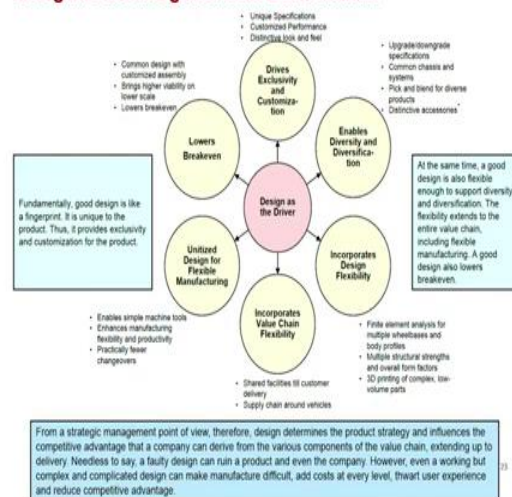 • Unique Specifications
• Customized Performance
• Distinctive look and feel
• Common design with
customized assembly
• Brings higher viability on
lower scale
• Lowers breakeven
• Upgrade/downgrade
specifications
• Common chassis and
systems
• Pick and blend for diverse
products
• Distinctive accessories
Drives
Exclusivity
and
Customiza-
tion
Lowers
Breakeven
Enables
Diversity and
Diversifica-
tion
Design as
the Driver
Unitized
Design for
Flexible
Manufacturing
Incorporates
Design
Flexibility
Incorporates
Value Chain
Flexibility
Fundamentally, good design is like
a fingerprint. It is unique to the
product. Thus, it provides exclusivity
and customization for the product.
At the same time, a good
design is also flexible
enough to support diversity
and diversification. The
flexibility extends to the
entire value chain,
including flexible
manufacturing. A good
design also lowers
breakeven.
• Enables simple machine tools
• Enhances manufacturing
flexibility and productivity
• Practically fewer
changeovers
• Finite element analysis for
multiple wheelbases and
body profiles
• Multiple structural strengths
and overall form factors
• 3D printing of complex, low-
volume parts
• Shared facilities till customer
delivery
• Supply chain around vehicles
From a strategic management point of view, therefore, design determines the product strategy and influences the
competitive advantage that a company can derive from the various components of the value chain, extending up to
delivery. Needless to say, a faulty design can ruin a product and even the company. However, even a working but
complex and complicated design can make manufacture difficult, add costs at every level, thwart user experience
and reduce competitive advantage.
23